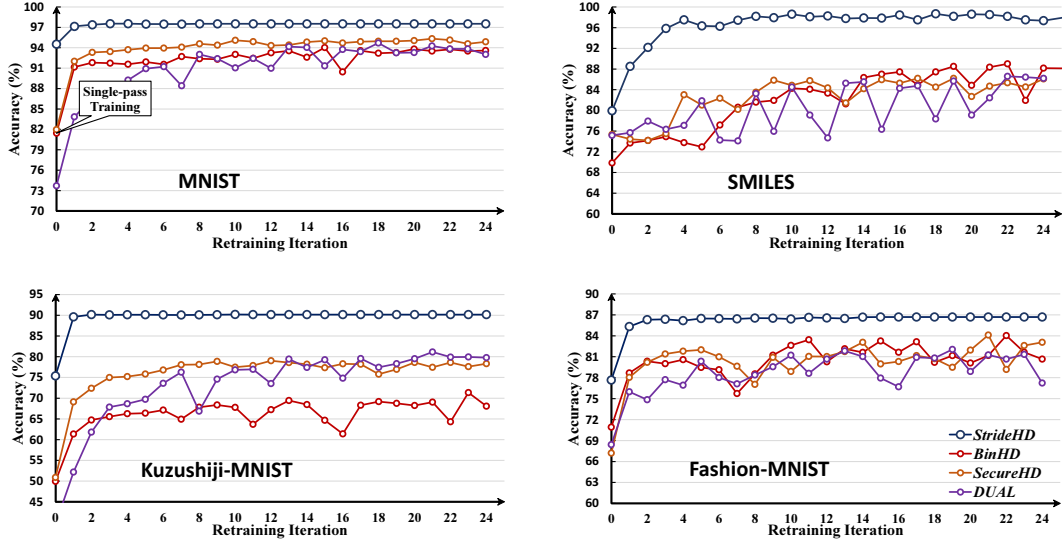 Accuracy (%)
100
97
94
91
88
85
82
79
76
73
70
Single-pass
Training
MNIST
0 2 4 6 8 10 12 14 16 18 20 22 24
Retraining Iteration
Accuracy (%)
100
96
92
88
84
80
76
72
68
64
60
SMILES
0 2 4 6 8 10 12 14 16 18 20 22 24
Retraining Iteration
Accuracy (%)
95
90
85
80
75
70
65
60
55
50
45
Kuzushiji-MNIST
0 2 4 6 8 10 12 14 16 18 20 22 24
Retraining Iteration
Accuracy (%)
90
87
84
81
78
75
72
69
66
63
60
StrideHD
BinHD
SecureHD
DUAL
Fashion-MNIST
0 2 4 6 8 10 12 14 16 18 20 22 24
Retraining Iteration